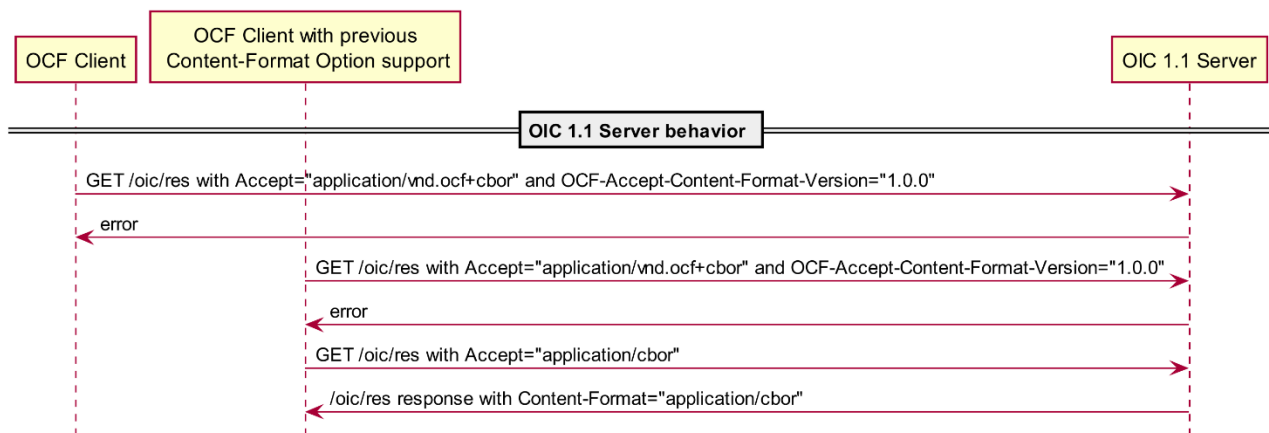 OCF Client
OCF Client with previous
Content-Format Option support
OIC 1.1 Server
OIC 1.1 Server behavior
GET /oic/res with Accept="application/vnd.ocf+cbor" and OCF-Accept-Content-Format-Version="1.0.0"
error
GET /oic/res with Accept="application/vnd.ocf+cbor" and OCF-Accept-Content-Format-Version="1.0.0"
error
GET /oic/res with Accept="application/cbor"
/oic/res response with Content-Format="application/cbor"